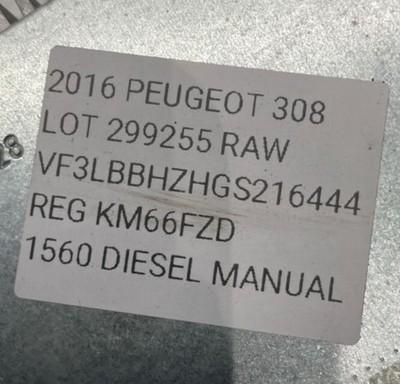 2016 PEUGEOT 308
LOT 299255 RAW
VF3LBBHZHGS216444
REG KM66FZD
1560 DIESEL MANUAL